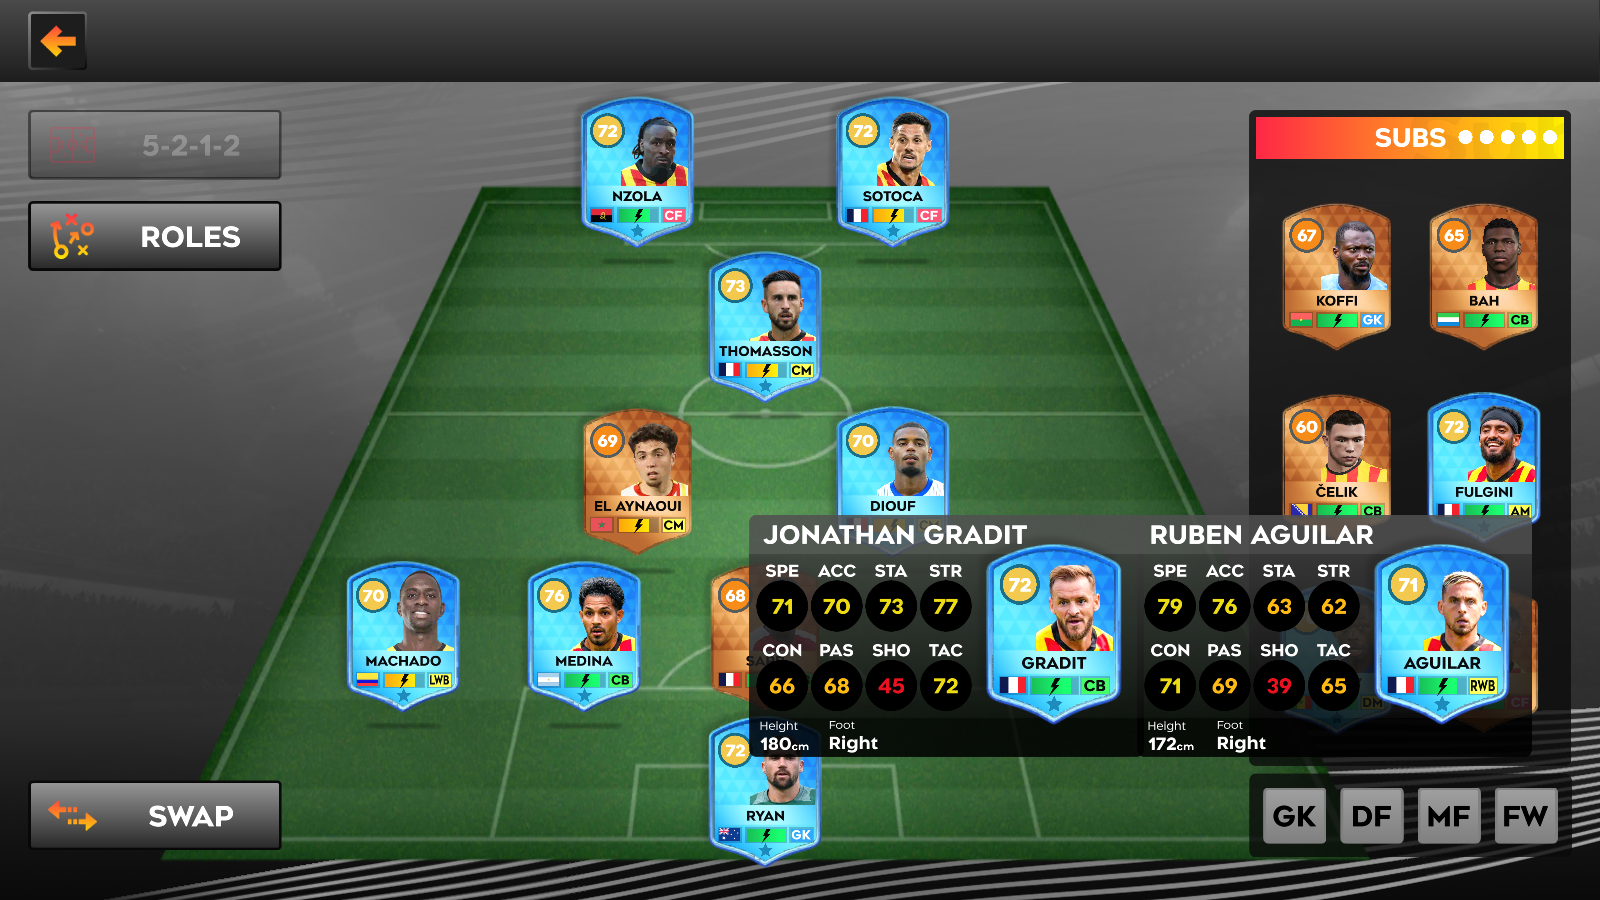 5-2-1-2
ROLES
SWAP
72
NZOLA
CF
72
SOTOCA
CF
73
THOMASSON
CM
69
EL AYNAOUI
CM
70
DIOUF
70
MACHADO
LWB
76
MEDINA
CB
68
72
RYAN
GK
SUBS
67
KOFFI
GK
65
BAH
CB
60
ČELIK
CB
72
FULGINI
AM
JONATHAN GRADIT
SPE ACC STA STR
71 70 73 77
CON PAS SHO TAC
66 68 45 72
Height Foot
180cm Right
72
GRADIT
CB
RUBEN AGUILAR
SPE ACC STA STR
79 76 63 62
CON PAS SHO TAC
71 69 39 65
Height Foot
172cm Right
71
AGUILAR
RWB
DM
CF
GK DF MF FW